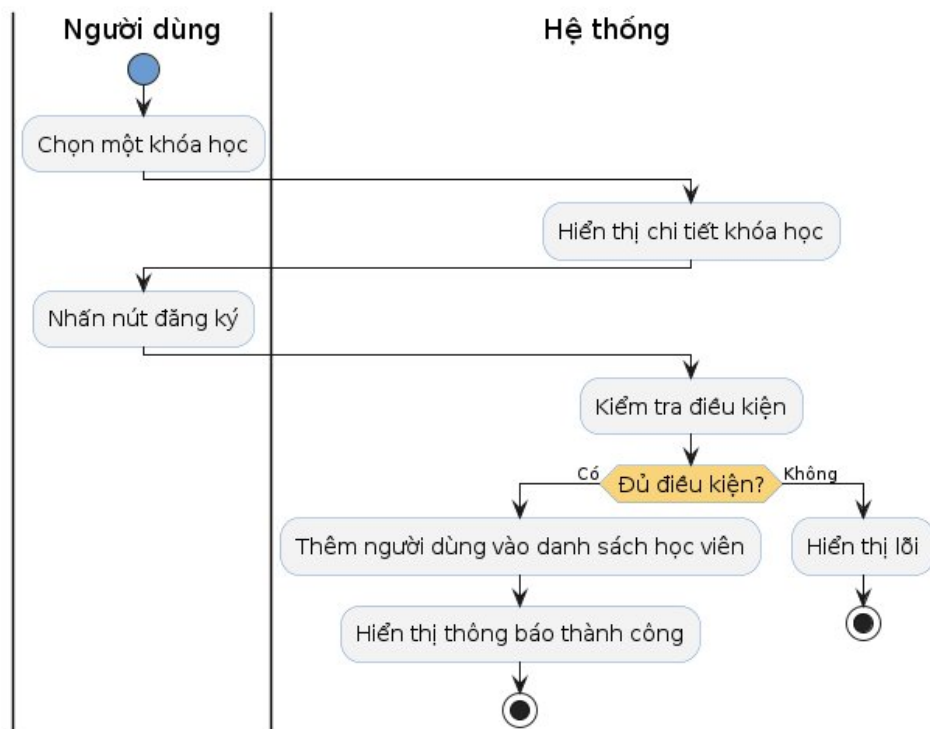 Người dùng
Hệ thống
Chọn một khóa học
Hiển thị chi tiết khóa học
Nhấn nút đăng ký
Kiểm tra điều kiện
Có
Đủ điều kiện?
Không
Thêm người dùng vào danh sách học viên
Hiển thị lỗi
Hiển thị thông báo thành công